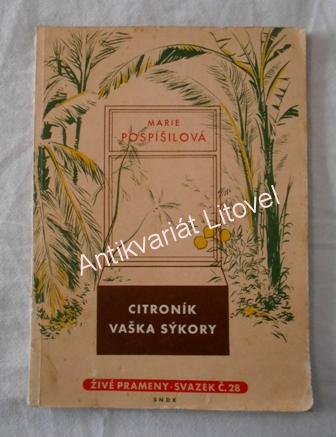 MARIE
POSPÍŠILOVÁ
Antikvariát Litovel
CITRONÍK
VAŠKA SÝKORY
ŽIVÉ PRAMENY - SVAZEK Č. 28
SNDK